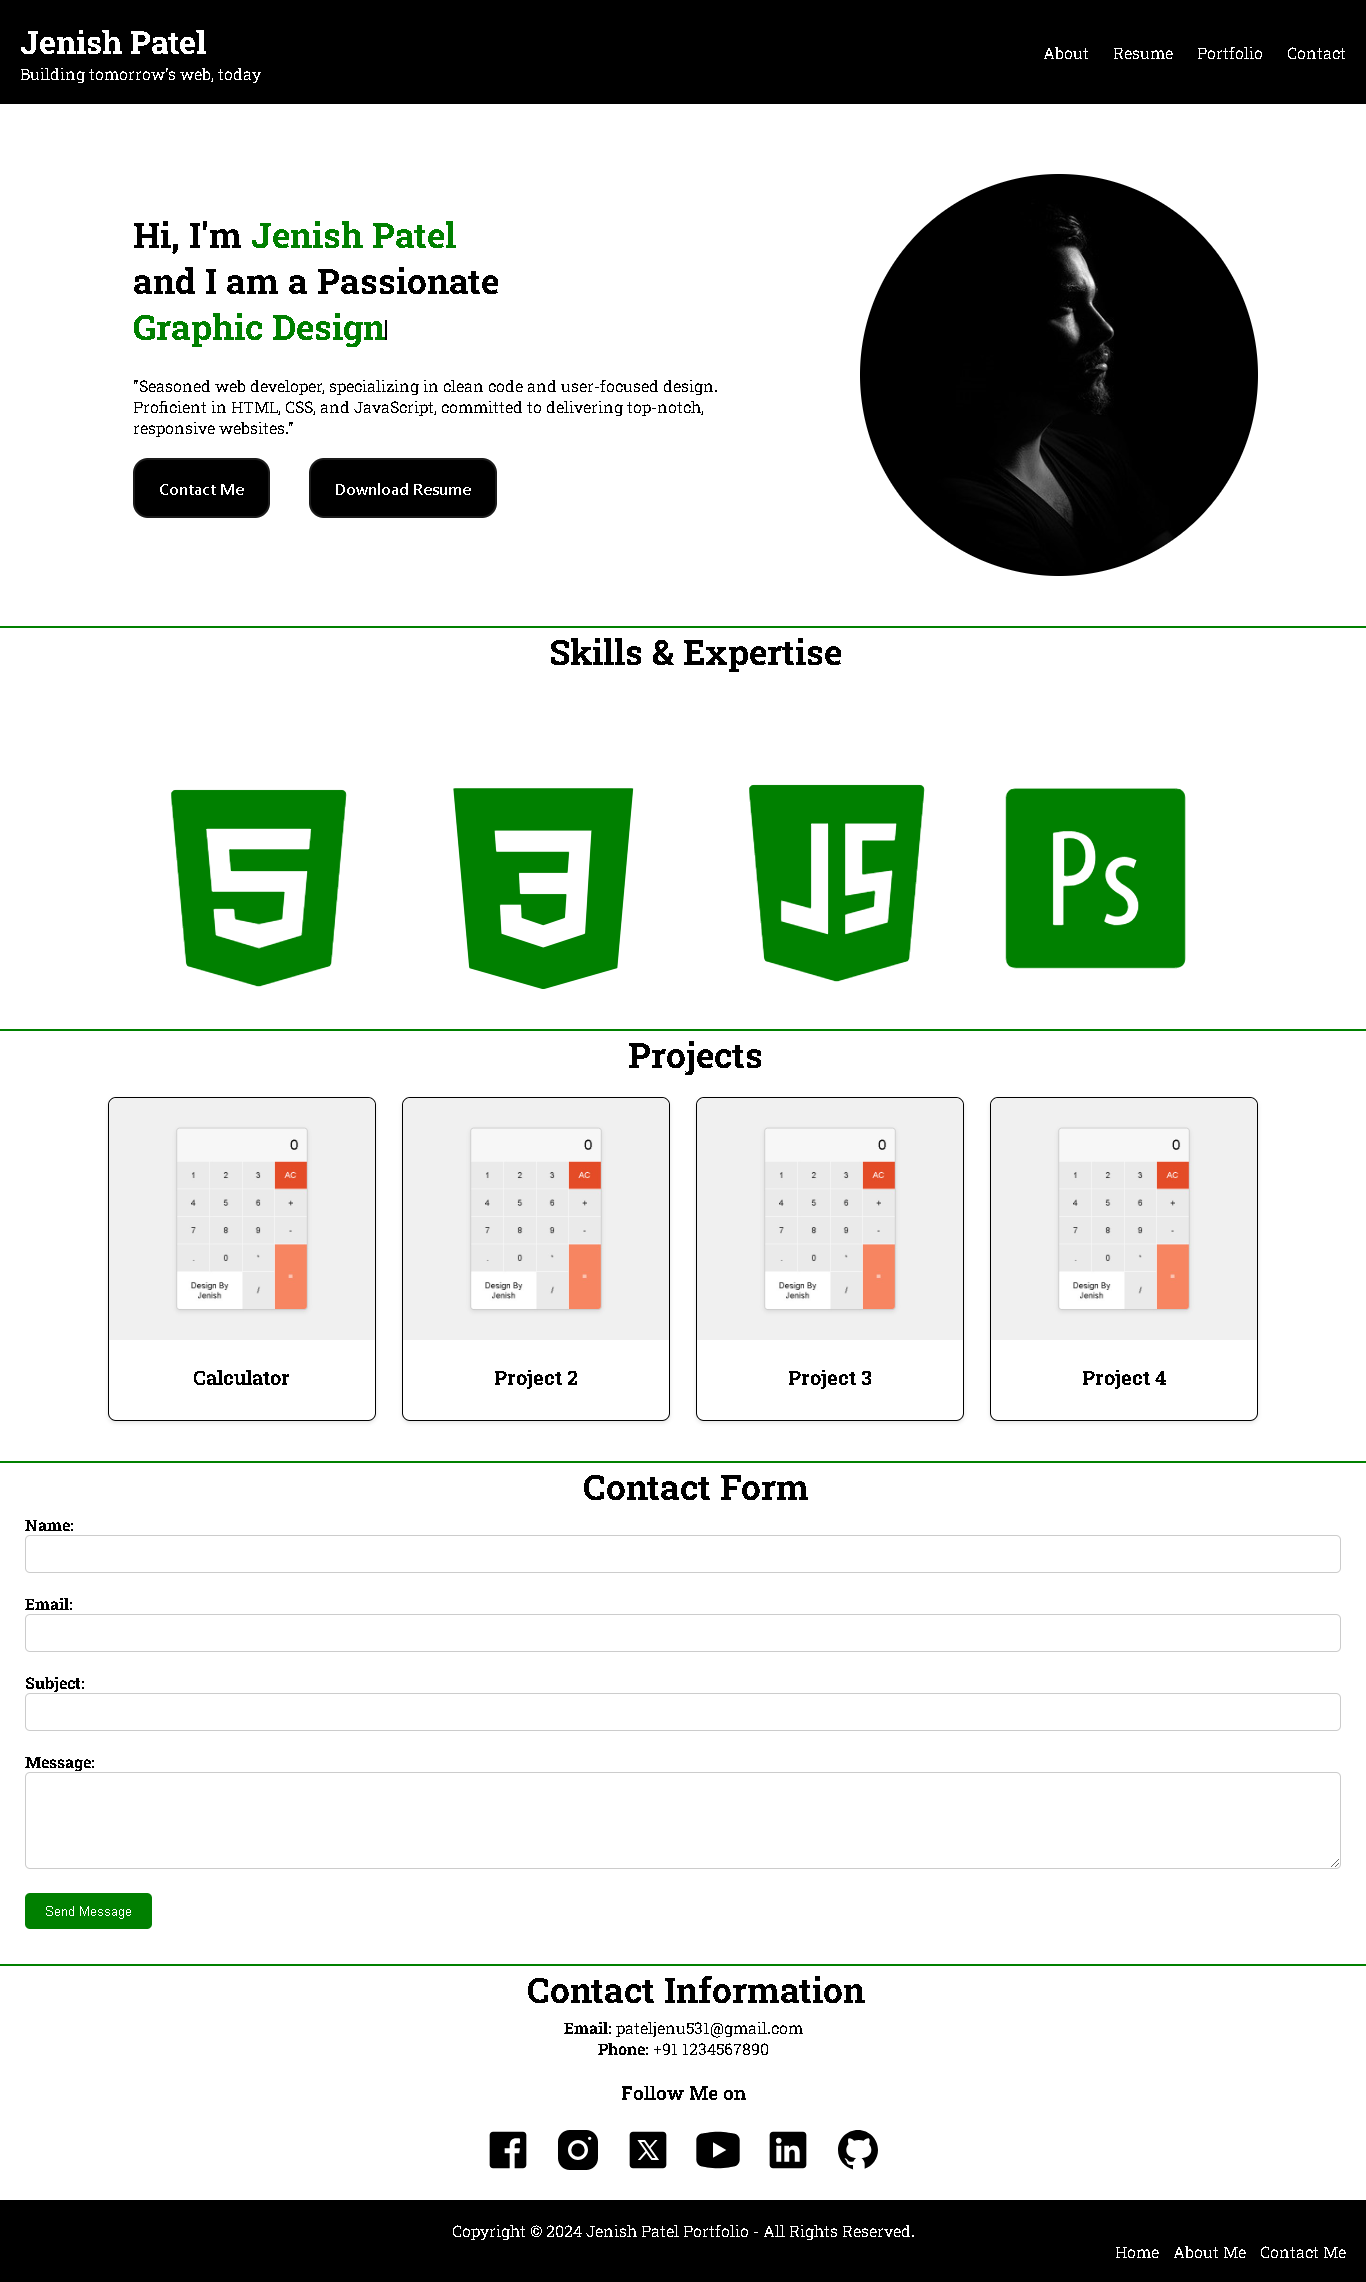 Jenish Patel
Building tomorrow's web, today
About Resume Portfolio Contact
Hi, I'm Jenish Patel
and I am a Passionate
Graphic Design
"Seasoned web developer, specializing in clean code and user-focused design.
Proficient in HTML, CSS, and JavaScript, committed to delivering top-notch,
responsive websites."
Contact Me Download Resume
Skills & Expertise
5 3 JS Ps
Projects
0
1 2 3 AC
4 5 6 +
7 8 9 -
. 0 *
Design By
Jenish
/ =
Calculator
0
1 2 3 AC
4 5 6 +
7 8 9 -
. 0 *
Design By
Jenish
/ =
Project 2
0
1 2 3 AC
4 5 6 +
7 8 9 -
. 0 *
Design By
Jenish
/ =
Project 3
0
1 2 3 AC
4 5 6 +
7 8 9 -
. 0 *
Design By
Jenish
/ =
Project 4
Contact Form
Name:
Email:
Subject:
Message:
Send Message
Contact Information
Email: pateljenu531@gmail.com
Phone: +91 1234567890
Follow Me on
Copyright © 2024 Jenish Patel Portfolio - All Rights Reserved.
Home About Me Contact Me